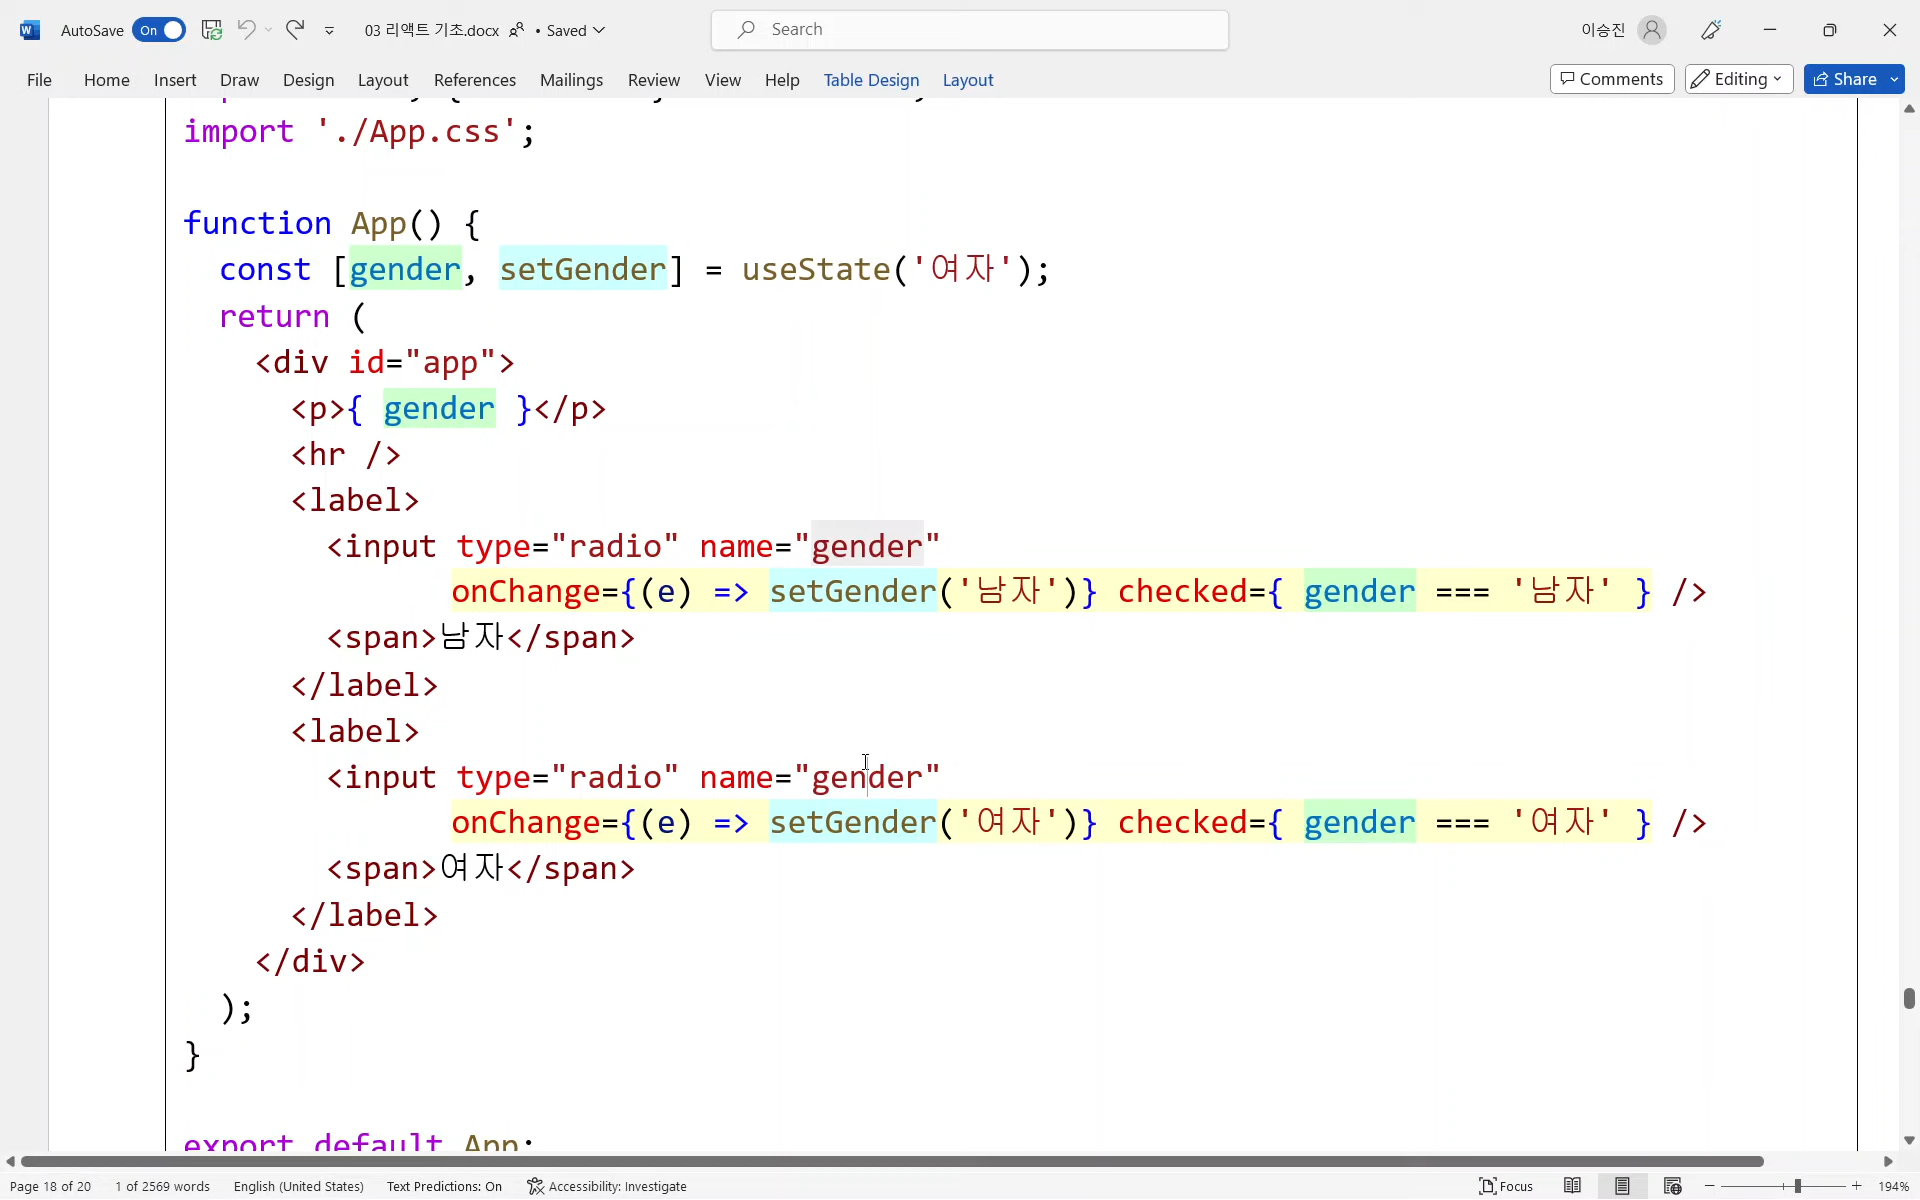 AutoSave On 03 리액트 기초.docx • Saved Search 이승진
File Home Insert Draw Design Layout References Mailings Review View Help Table Design Layout Comments Editing Share
import './App.css';
function App() {
const [gender, setGender] = useState('여자');
return (
<div id="app">
<p>{ gender }</p>
<hr />
<label>
<input type="radio" name="gender"
onChange={(e) => setGender('남자')} checked={ gender === '남자' } />
<span>남자</span>
</label>
<label>
<input type="radio" name="gender"
onChange={(e) => setGender('여자')} checked={ gender === '여자' } />
<span>여자</span>
</label>
</div>
);
}
export default App;
Page 18 of 20 1 of 2569 words English (United States) Text Predictions: On Accessibility: Investigate Focus 194%